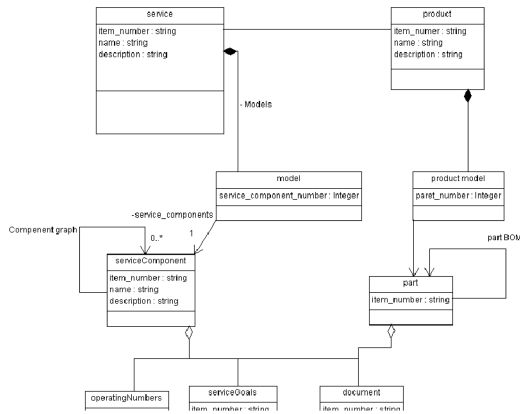 service
item_number : string
name : string
description : string
product
item_numer : string
name : string
description : string
- Models
model
service_component_number : Integer
product model
paret_number : Integer
-service_components
Compenent graph
0..*
1
part BOM
serviceComponent
item_number : string
name : string
description : string
part
item_number : string
operatingNumbers
serviceGoals
item_number : string
document
item_number : string